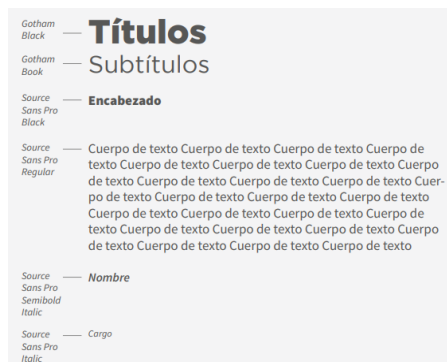 Gotham
Black
Títulos
Gotham
Book
Subtítulos
Source
Sans Pro
Black
Encabezado
Source
Sans Pro
Regular
Cuerpo de texto Cuerpo de texto Cuerpo de texto Cuerpo de
texto Cuerpo de texto Cuerpo de texto Cuerpo de texto Cuerpo
de texto Cuerpo de texto Cuerpo de texto Cuerpo de texto Cuer-
po de texto Cuerpo de texto Cuerpo de texto Cuerpo de texto
Cuerpo de texto Cuerpo de texto Cuerpo de texto Cuerpo de
texto Cuerpo de texto Cuerpo de texto Cuerpo de texto Cuerpo
de texto Cuerpo de texto Cuerpo de texto Cuerpo de texto
Source
Sans Pro
Semibold
Italic
Nombre
Source
Sans Pro
Italic
Cargo